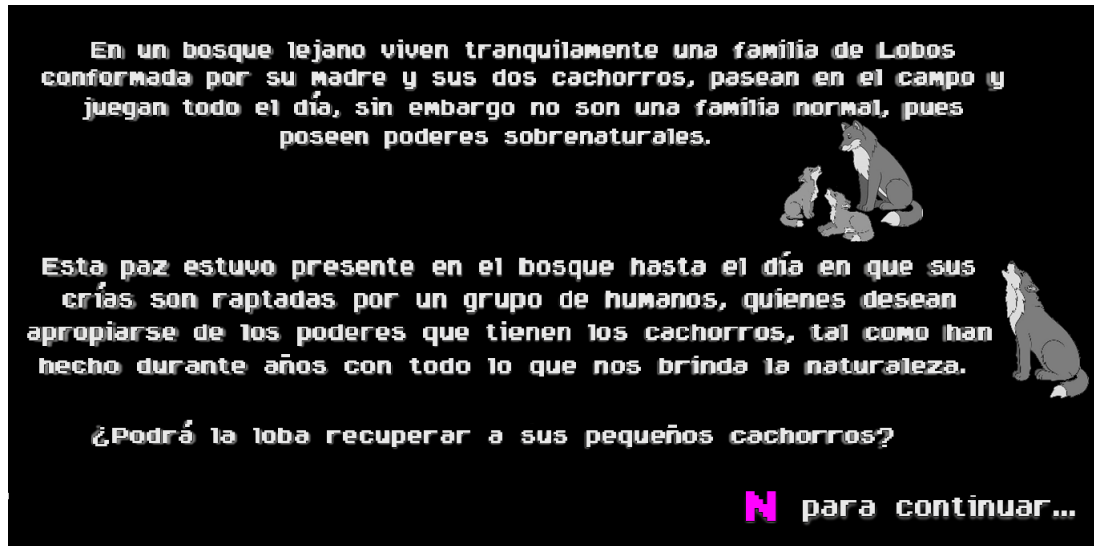 En un bosque lejano viven tranquilamente una familia de Lobos
conformada por su madre y sus dos cachorros, pasean en el campo y
juegan todo el día, sin embargo no son una familia normal, pues
poseen poderes sobrenaturales.
Esta paz estuvo presente en el bosque hasta el día en que sus
crías son raptadas por un grupo de humanos, quienes desean
apropiarse de los poderes que tienen los cachorros, tal como han
hecho durante años con todo lo que nos brinda la naturaleza.
¿Podrá la loba recuperar a sus pequeños cachorros?
N para continuar...